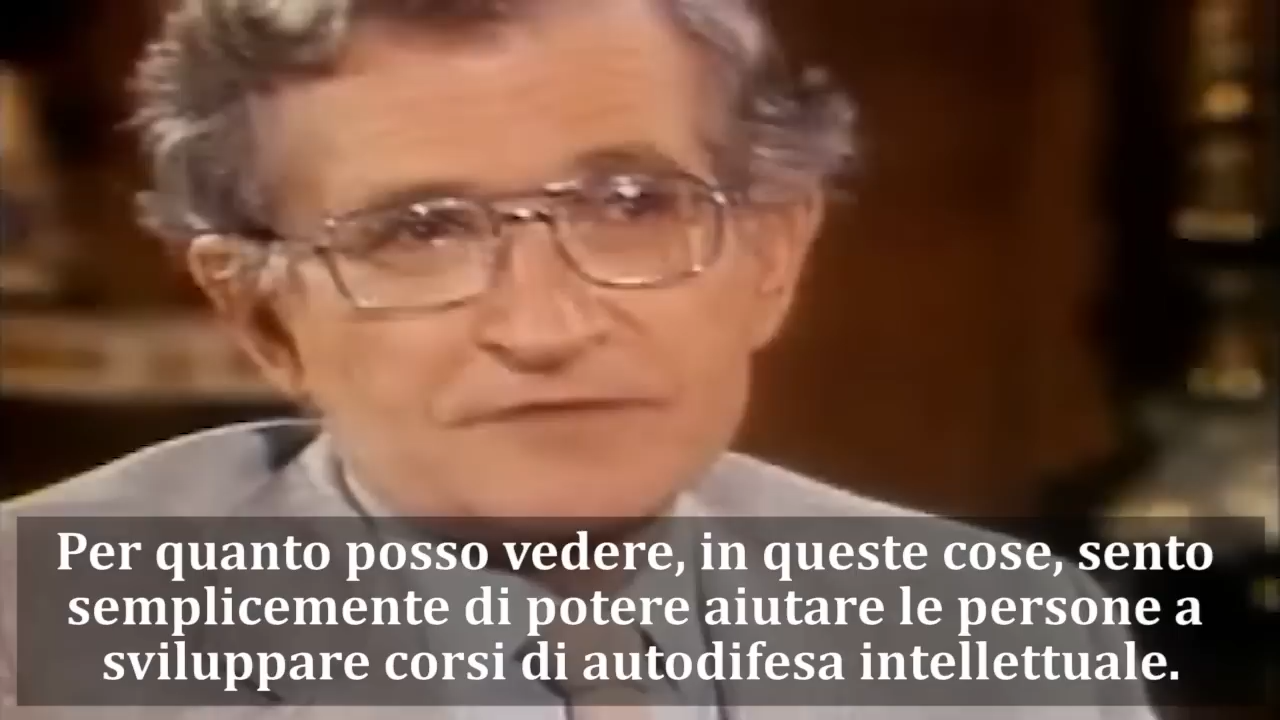 Per quanto posso vedere, in queste cose, sento
semplicemente di potere aiutare le persone a
sviluppare corsi di autodifesa intellettuale.